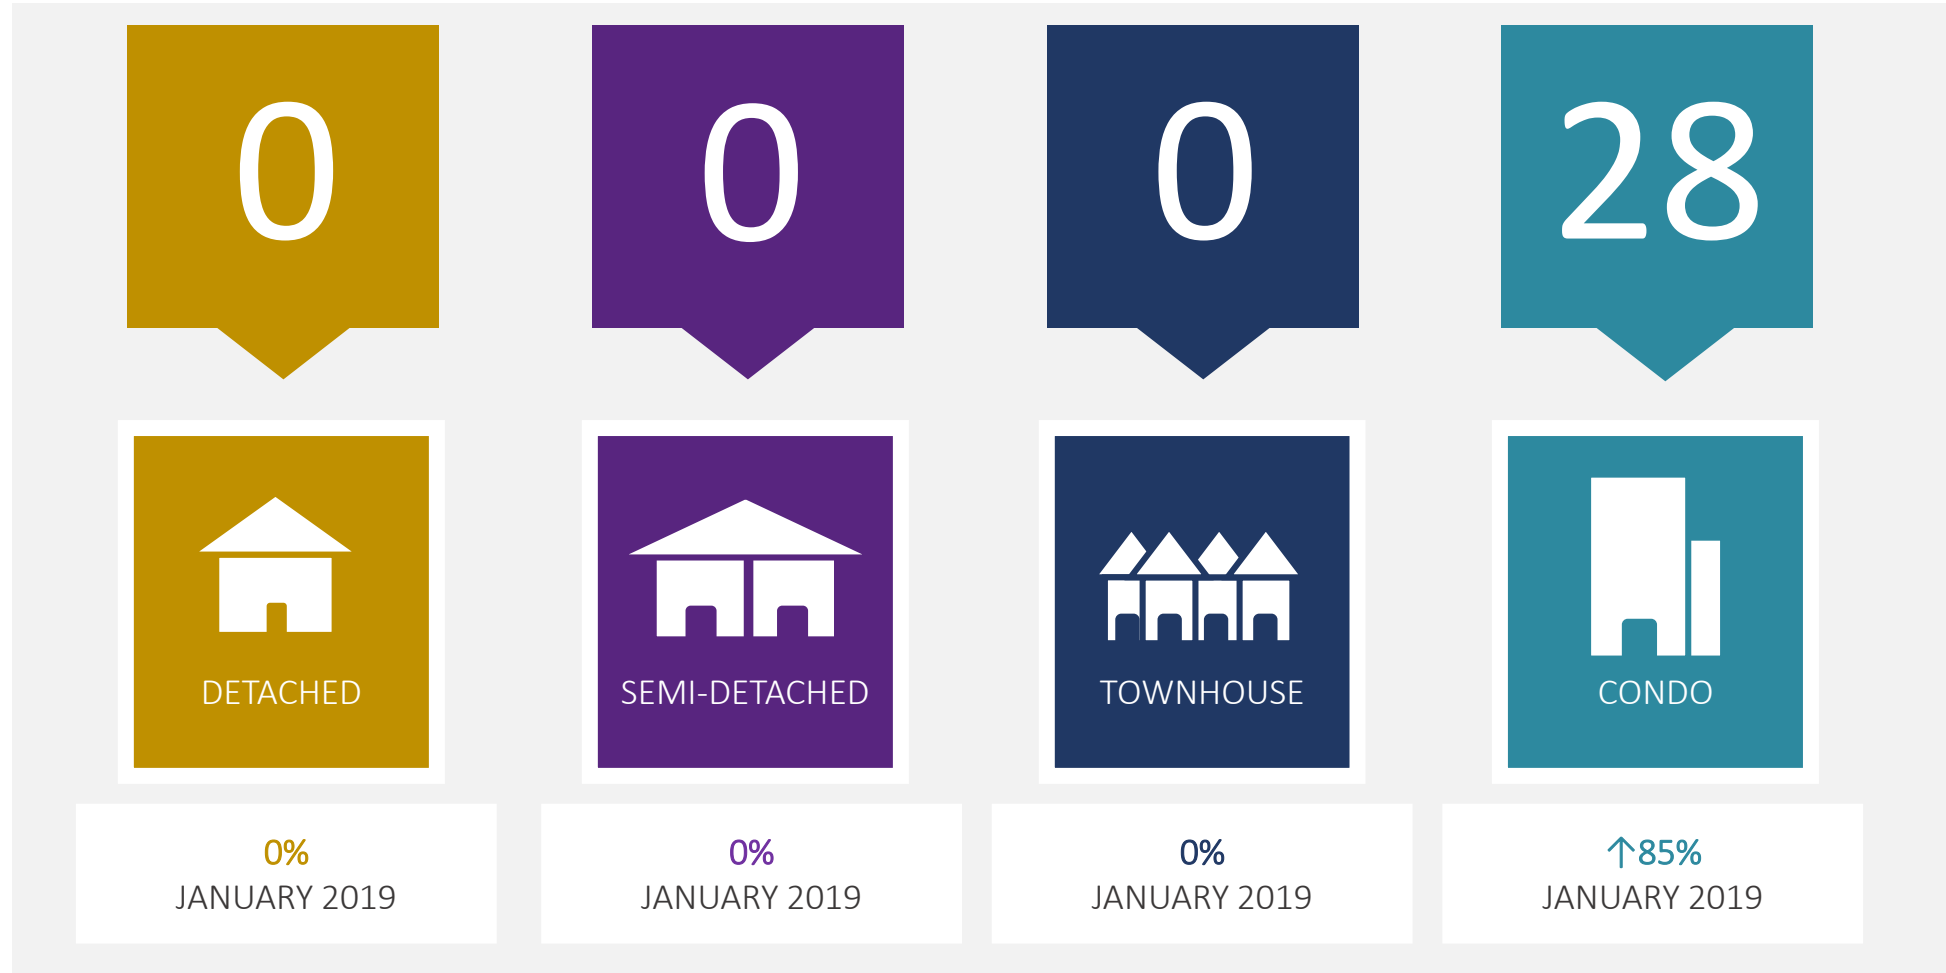 0
0
0
28
DETACHED
SEMI-DETACHED
TOWNHOUSE
CONDO
0%
JANUARY 2019
0%
JANUARY 2019
0%
JANUARY 2019
↑85%
JANUARY 2019